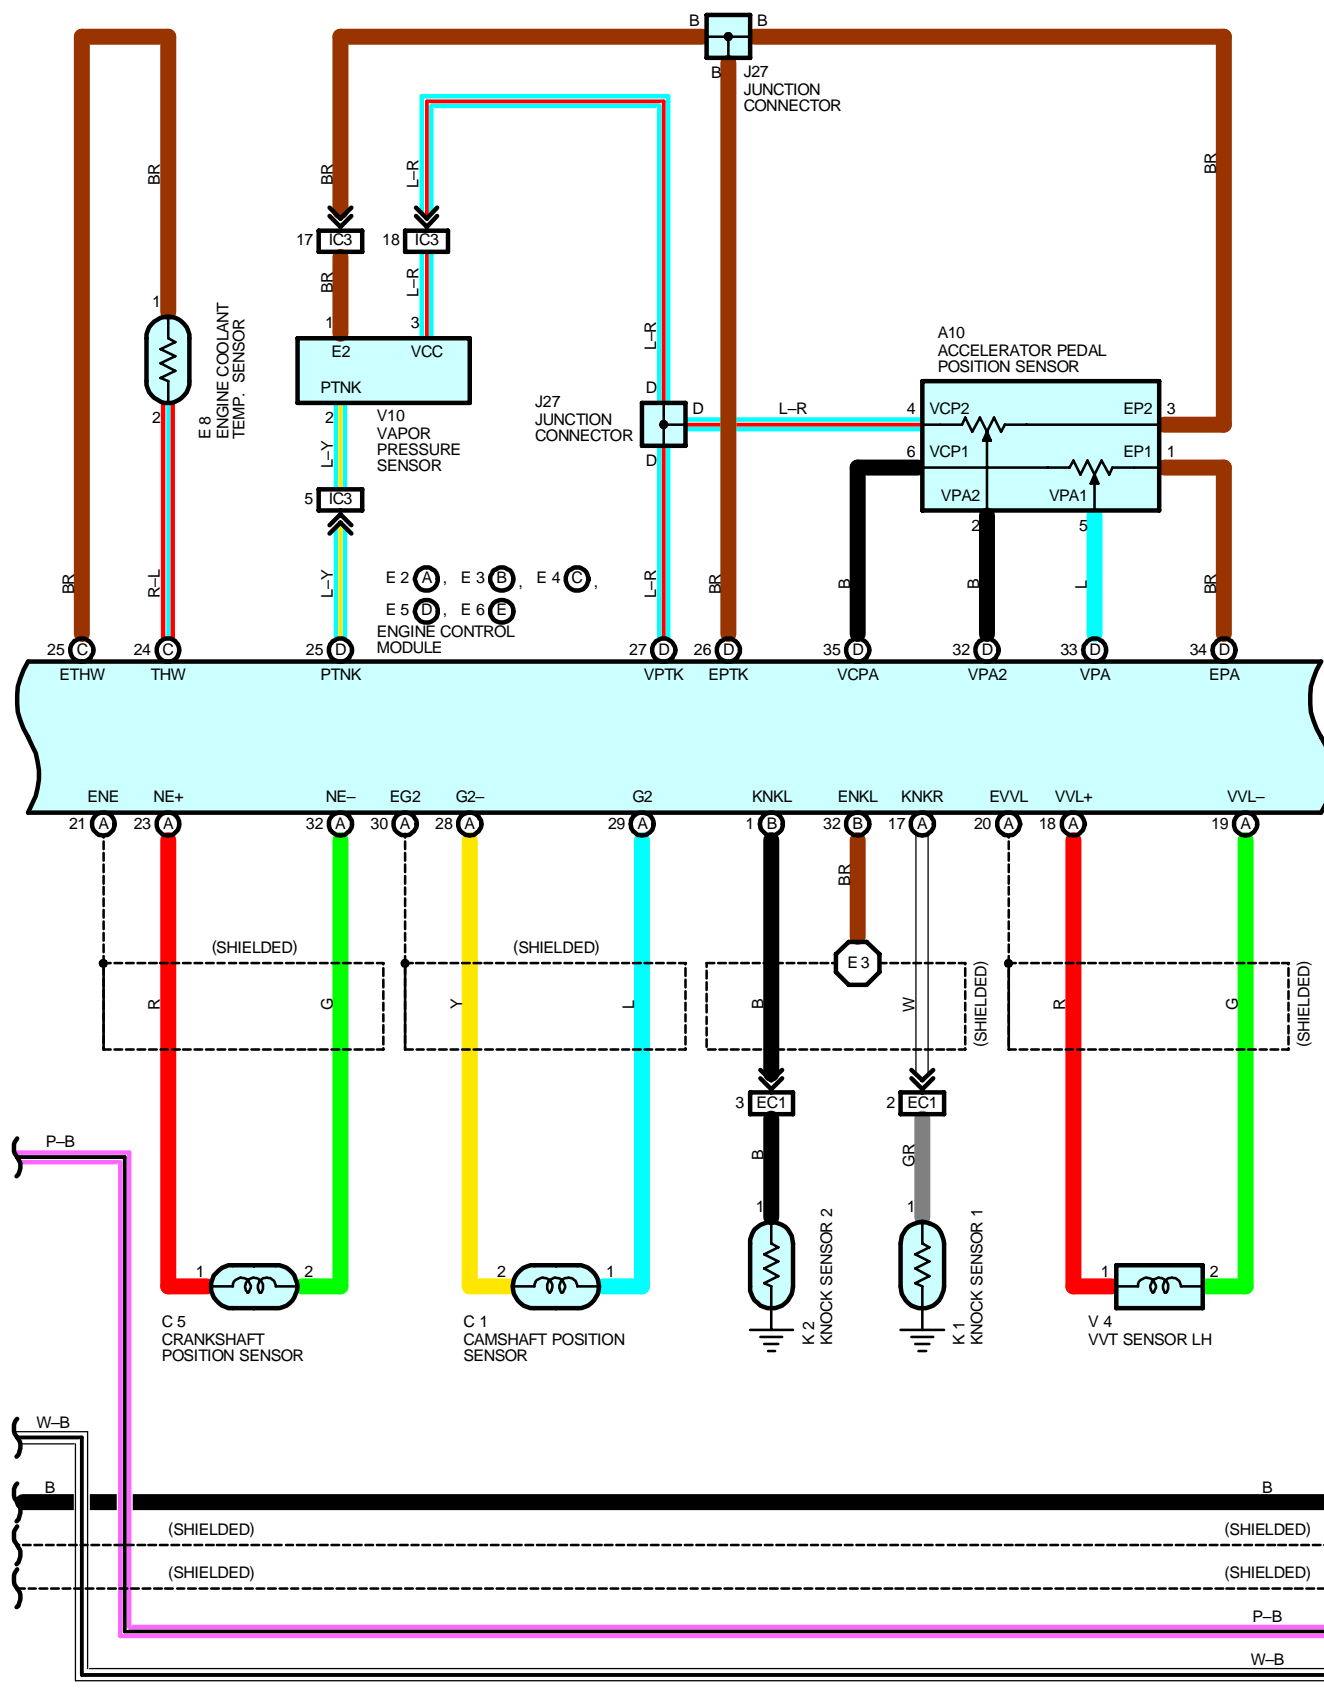 B
B
B
J27
JUNCTION
CONNECTOR
BR
BR
L–R
BR
17
IC3
18
IC3
BR
L–R
1
1
3
E2
VCC
PTNK
2
E 8
ENGINE COOLANT
TEMP. SENSOR
2
V10
VAPOR
PRESSURE
SENSOR
L–Y
5
IC3
L–R
D
J27
JUNCTION
CONNECTOR
D
D
L–R
A10
ACCELERATOR PEDAL
POSITION SENSOR
4
VCP2
EP2
3
6
VCP1
EP1
1
VPA2
VPA1
2
5
BR
R–L
L–Y
E 2 A , E 3 B , E 4 C ,
E 5 D , E 6 E
ENGINE CONTROL
MODULE
L–R
BR
B
B
L
BR
25 C
24 C
25 D
27 D
26 D
35 D
32 D
33 D
34 D
ETHW
THW
PTNK
VPTK
EPTK
VCPA
VPA2
VPA
EPA
ENE
NE+
NE–
EG2
G2–
G2
KNKL
ENKL
KNKR
EVVL
VVL+
VVL–
21 A
23 A
32 A
30 A
28 A
29 A
1 B
32 B
17 A
20 A
18 A
19 A
BR
(SHIELDED)
(SHIELDED)
E 3
(SHIELDED)
(SHIELDED)
R
G
Y
L
B
W
R
G
3
EC1
2
EC1
B
GR
1
1
P–B
1
2
2
1
1
2
C 5
CRANKSHAFT
POSITION SENSOR
C 1
CAMSHAFT POSITION
SENSOR
K 2
KNOCK SENSOR 2
K 1
KNOCK SENSOR 1
V 4
VVT SENSOR LH
W–B
B
B
(SHIELDED)
(SHIELDED)
(SHIELDED)
(SHIELDED)
P–B
W–B